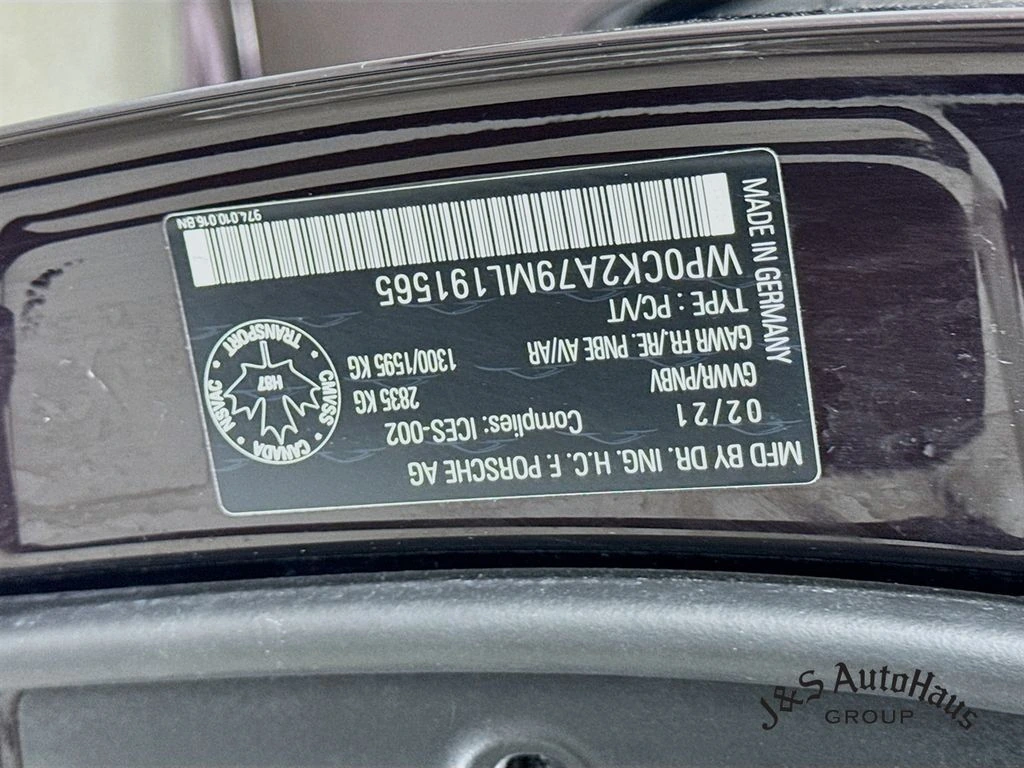 MFD BY DR. ING. H.C. F. PORSCHE AG
02/21 Complies: ICES-002
GVWR/PNBV 2835 KG
GAWR FR./RE. PNBE AV/AR 1300/1595 KG
TYPE : PC/VT
WP0CK2A79ML191565
MADE IN GERMANY
974.010.016.BN
CANADA • CMVSS • TRANSPORT • NSVAC •
H87
J&S AUTOHAUS
GROUP